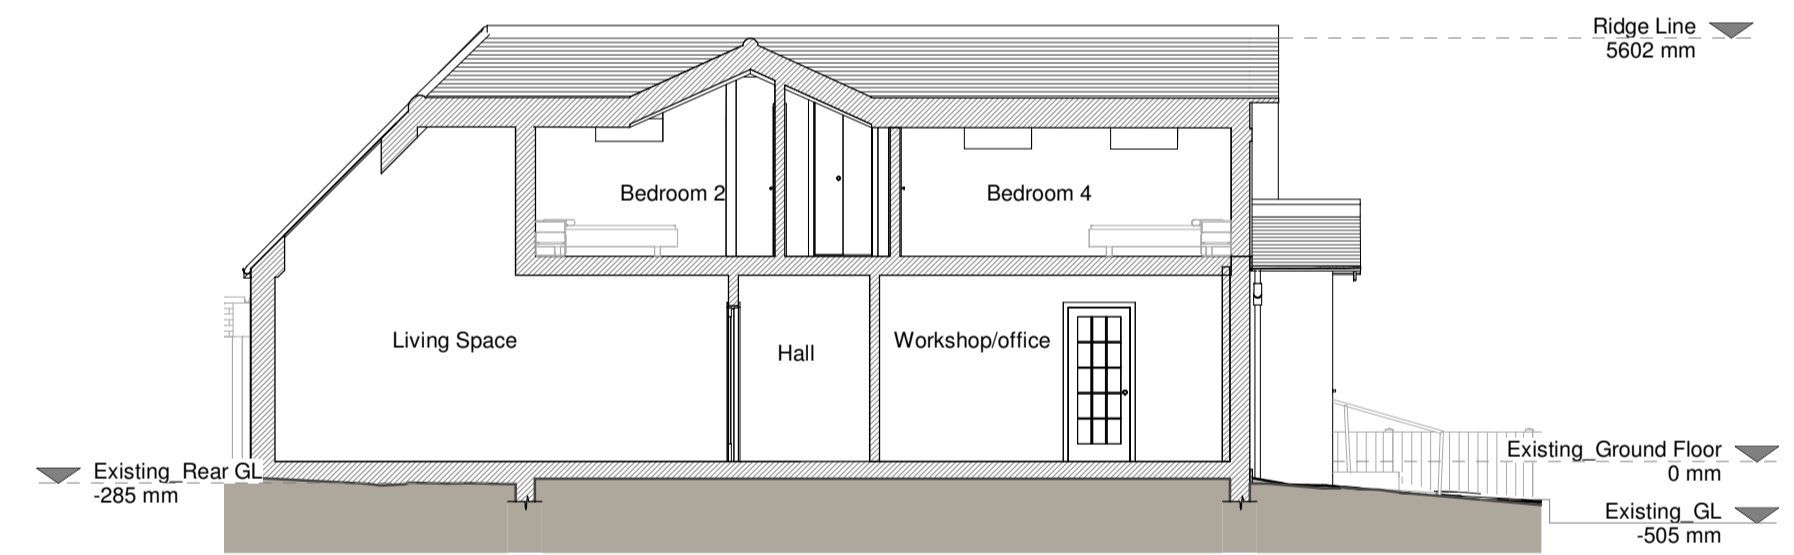 Ridge Line
5602 mm
Bedroom 2
Bedroom 4
Living Space
Hall
Workshop/office
Existing_Ground Floor
0 mm
Existing_Rear GL
-285 mm
Existing_GL
-505 mm